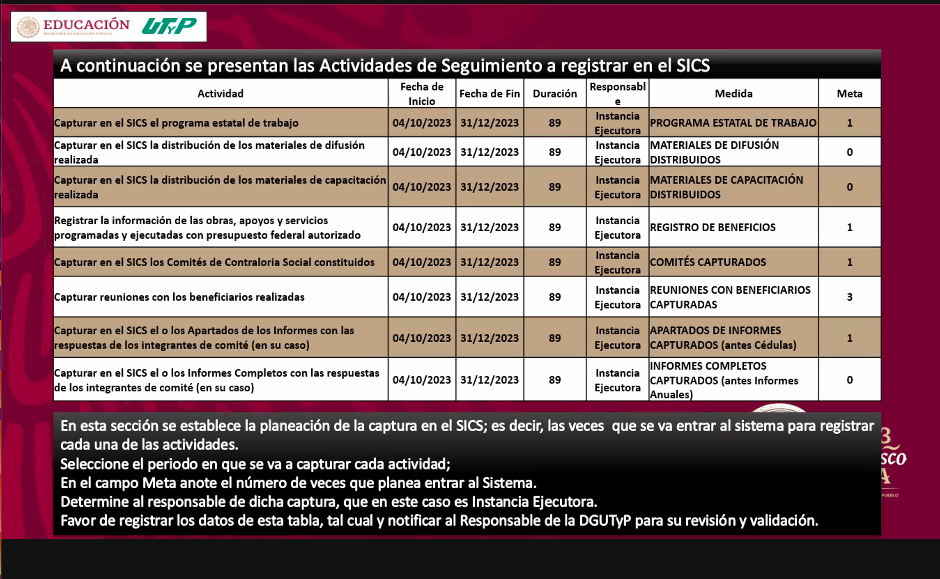 EDUCACIÓN
SECRETARÍA DE EDUCACIÓN PÚBLICA
UTyP
A continuación se presentan las Actividades de Seguimiento a registrar en el SICS
Actividad
Fecha de
Inicio
Fecha de Fin
Duración
Responsabl
e
Medida
Meta
Capturar en el SICS el programa estatal de trabajo
04/10/2023
31/12/2023
89
Instancia
Ejecutora
PROGRAMA ESTATAL DE TRABAJO
1
Capturar en el SICS la distribución de los materiales de difusión
realizada
04/10/2023
31/12/2023
89
Instancia
Ejecutora
MATERIALES DE DIFUSIÓN
DISTRIBUIDOS
0
Capturar en el SICS la distribución de los materiales de capacitación
realizada
04/10/2023
31/12/2023
89
Instancia
Ejecutora
MATERIALES DE CAPACITACIÓN
DISTRIBUIDOS
0
Registrar la información de las obras, apoyos y servicios
programadas y ejecutadas con presupuesto federal autorizado
04/10/2023
31/12/2023
89
Instancia
Ejecutora
REGISTRO DE BENEFICIOS
1
Capturar en el SICS los Comités de Contraloria Social constituidos
04/10/2023
31/12/2023
89
Instancia
Ejecutora
COMITÉS CAPTURADOS
1
Capturar reuniones con los beneficiarios realizadas
04/10/2023
31/12/2023
89
Instancia
Ejecutora
REUNIONES CON BENEFICIARIOS
CAPTURADAS
3
Capturar en el SICS el o los Apartados de los Informes con las
respuestas de los integrantes de comité (en su caso)
04/10/2023
31/12/2023
89
Instancia
Ejecutora
APARTADOS DE INFORMES
CAPTURADOS (antes Cédulas)
1
Capturar en el SICS el o los Informes Completos con las respuestas
de los integrantes de comité (en su caso)
04/10/2023
31/12/2023
89
Instancia
Ejecutora
INFORMES COMPLETOS
CAPTURADOS (antes Informes
Anuales)
0
En esta sección se establece la planeación de la captura en el SICS; es decir, las veces que se va entrar al sistema para registrar
cada una de las actividades.
Seleccione el periodo en que se va a capturar cada actividad;
En el campo Meta anote el número de veces que planea entrar al Sistema.
Determine al responsable de dicha captura, que en este caso es Instancia Ejecutora.
Favor de registrar los datos de esta tabla, tal cual y notificar al Responsable de la DGUTyP para su revisión y validación.
3
SCO
A
PUEBLO